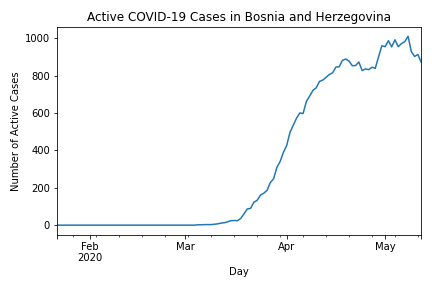 Active COVID-19 Cases in Bosnia and Herzegovina
Number of Active Cases
1000
800
600
400
200
0
Feb
2020
Mar
Apr
May
Day